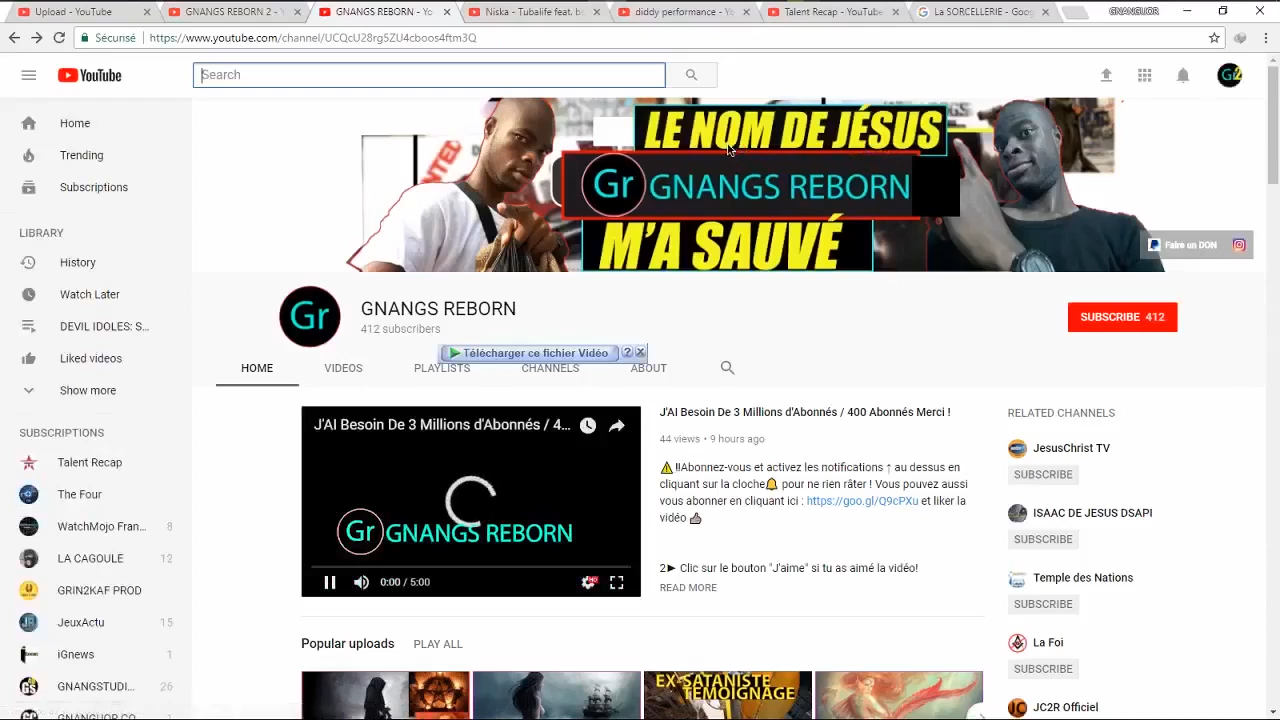 Upload - YouTube
GNANGS REBORN 2 - Y
GNANGS REBORN - Yo
Niska - Tubalife feat. b
diddy performance - Yo
Talent Recap - YouTube
La SORCELLERIE - Goog
GNANGUOR
Sécurisé
https://www.youtube.com/channel/UCQcU28rg5ZU4cboos4ftm3Q
YouTube
Search
Gr2
Home
Trending
Subscriptions
LIBRARY
History
Watch Later
DEVIL IDOLES: S...
Liked videos
Show more
SUBSCRIPTIONS
Talent Recap
The Four
WatchMojo Fran... 8
LA CAGOULE 12
GRIN2KAF PROD
JeuxActu 15
iGnews 1
GNANGSTUDI... 26
GNANGUOR CO
LE NOM DE JÉSUS
Gr GNANGS REBORN
M'A SAUVÉ
Faire un DON
Gr
GNANGS REBORN
412 subscribers
SUBSCRIBE 412
Télécharger ce fichier Vidéo ?
HOME VIDEOS PLAYLISTS CHANNELS ABOUT
J'AI Besoin De 3 Millions d'Abonnés / 4...
Gr GNANGS REBORN
0:00 / 5:00
HD
J'AI Besoin De 3 Millions d'Abonnés / 400 Abonnés Merci !
44 views • 9 hours ago
⚠️!!Abonnez-vous et activez les notifications ↑ au dessus en
cliquant sur la cloche🔔 pour ne rien râter ! Vous pouvez aussi
vous abonner en cliquant ici : https://goo.gl/Q9cPXu et liker la
vidéo 👍
2► Clic sur le bouton "J'aime" si tu as aimé la vidéo!
READ MORE
Popular uploads PLAY ALL
EX-SATANISTE
TÉMOIGNAGE
RELATED CHANNELS
JesusChrist TV
SUBSCRIBE
ISAAC DE JESUS DSAPI
SUBSCRIBE
Temple des Nations
SUBSCRIBE
La Foi
SUBSCRIBE
JC2R Officiel